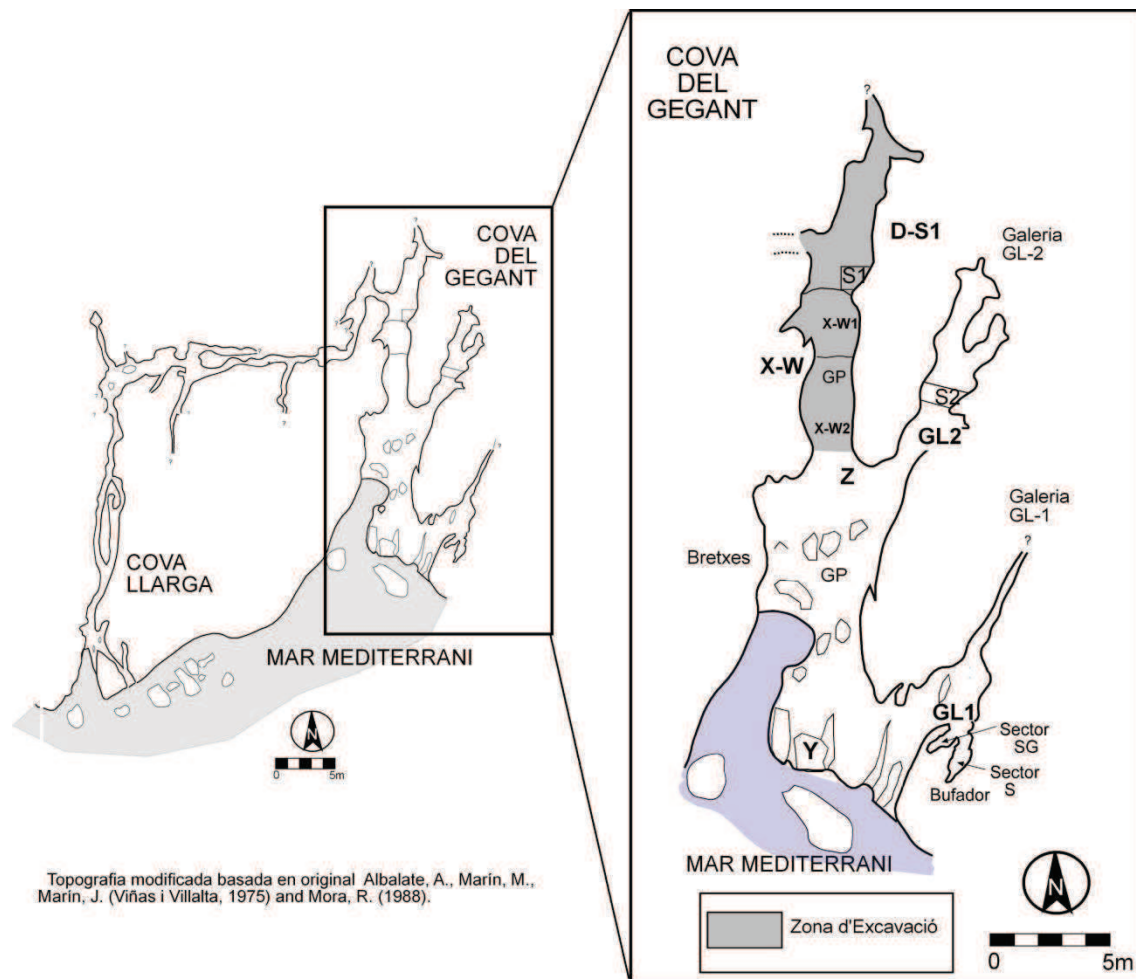 COVA
DEL
GEGANT
COVA
LLARGA
MAR MEDITERRANI
N
0 5m
Topografia modificada basada en original Albalate, A., Marín, M.,
Marín, J. (Viñas i Villalta, 1975) and Mora, R. (1988).
COVA
DEL
GEGANT
?
D-S1
Galeria
GL-2
S1
X-W1
X-W
GP
S2
X-W2
GL2
Z
Galeria
GL-1
?
Bretxes
GP
GL1
Sector
SG
Y
Sector
S
Bufador
MAR MEDITERRANI
Zona d'Excavació
N
0 5m